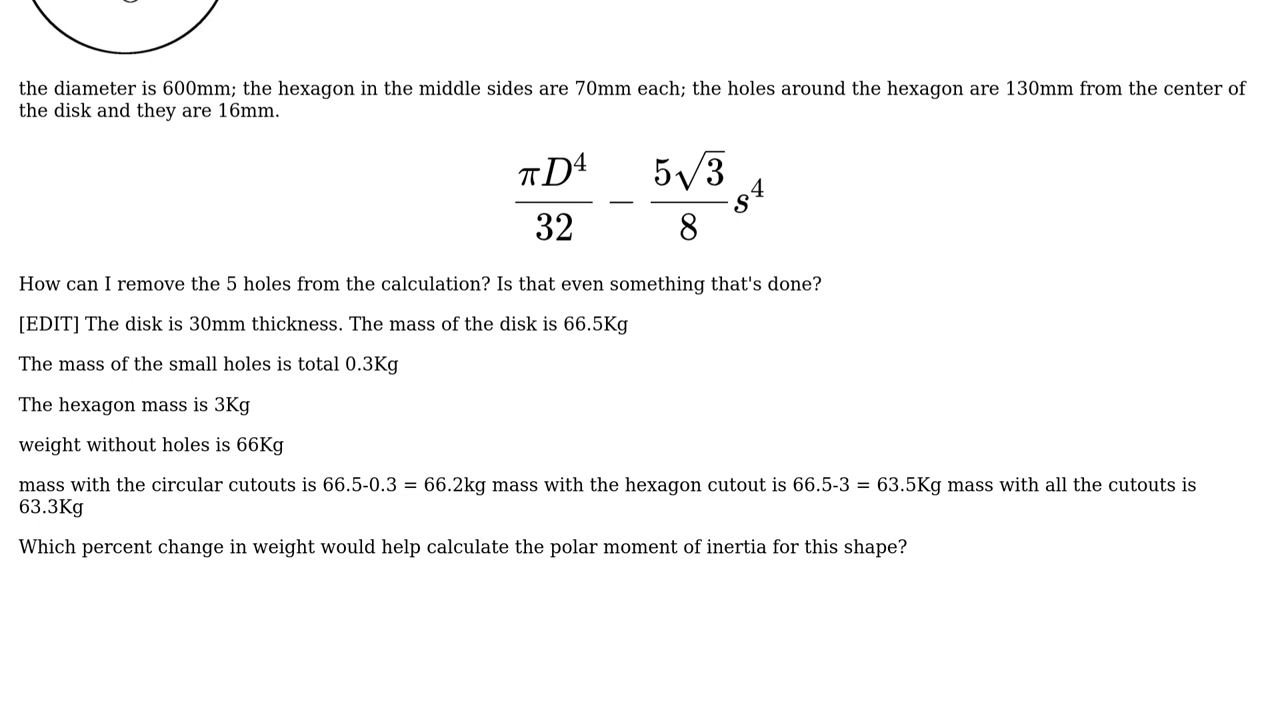 the diameter is 600mm; the hexagon in the middle sides are 70mm each; the holes around the hexagon are 130mm from the center of
the disk and they are 16mm.
πD⁴/32 − 5√3/8 s⁴
How can I remove the 5 holes from the calculation? Is that even something that's done?
[EDIT] The disk is 30mm thickness. The mass of the disk is 66.5Kg
The mass of the small holes is total 0.3Kg
The hexagon mass is 3Kg
weight without holes is 66Kg
mass with the circular cutouts is 66.5-0.3 = 66.2kg mass with the hexagon cutout is 66.5-3 = 63.5Kg mass with all the cutouts is
63.3Kg
Which percent change in weight would help calculate the polar moment of inertia for this shape?